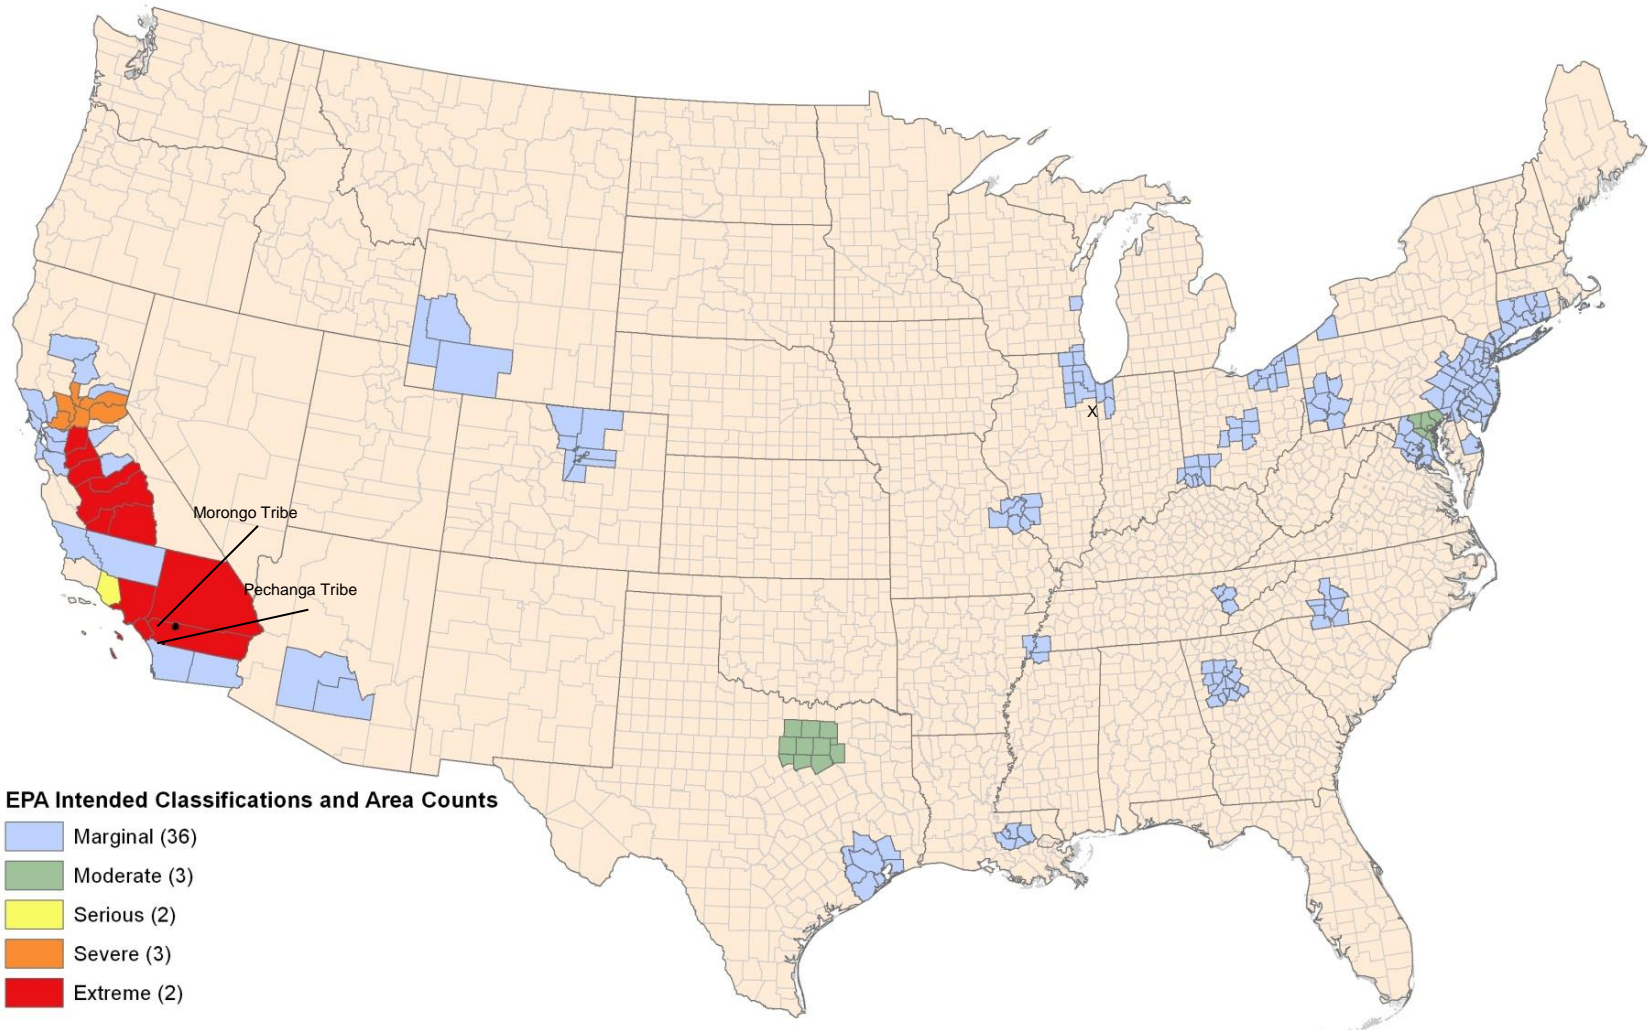 X
Morongo Tribe
Pechanga Tribe
EPA Intended Classifications and Area Counts
Marginal (36)
Moderate (3)
Serious (2)
Severe (3)
Extreme (2)